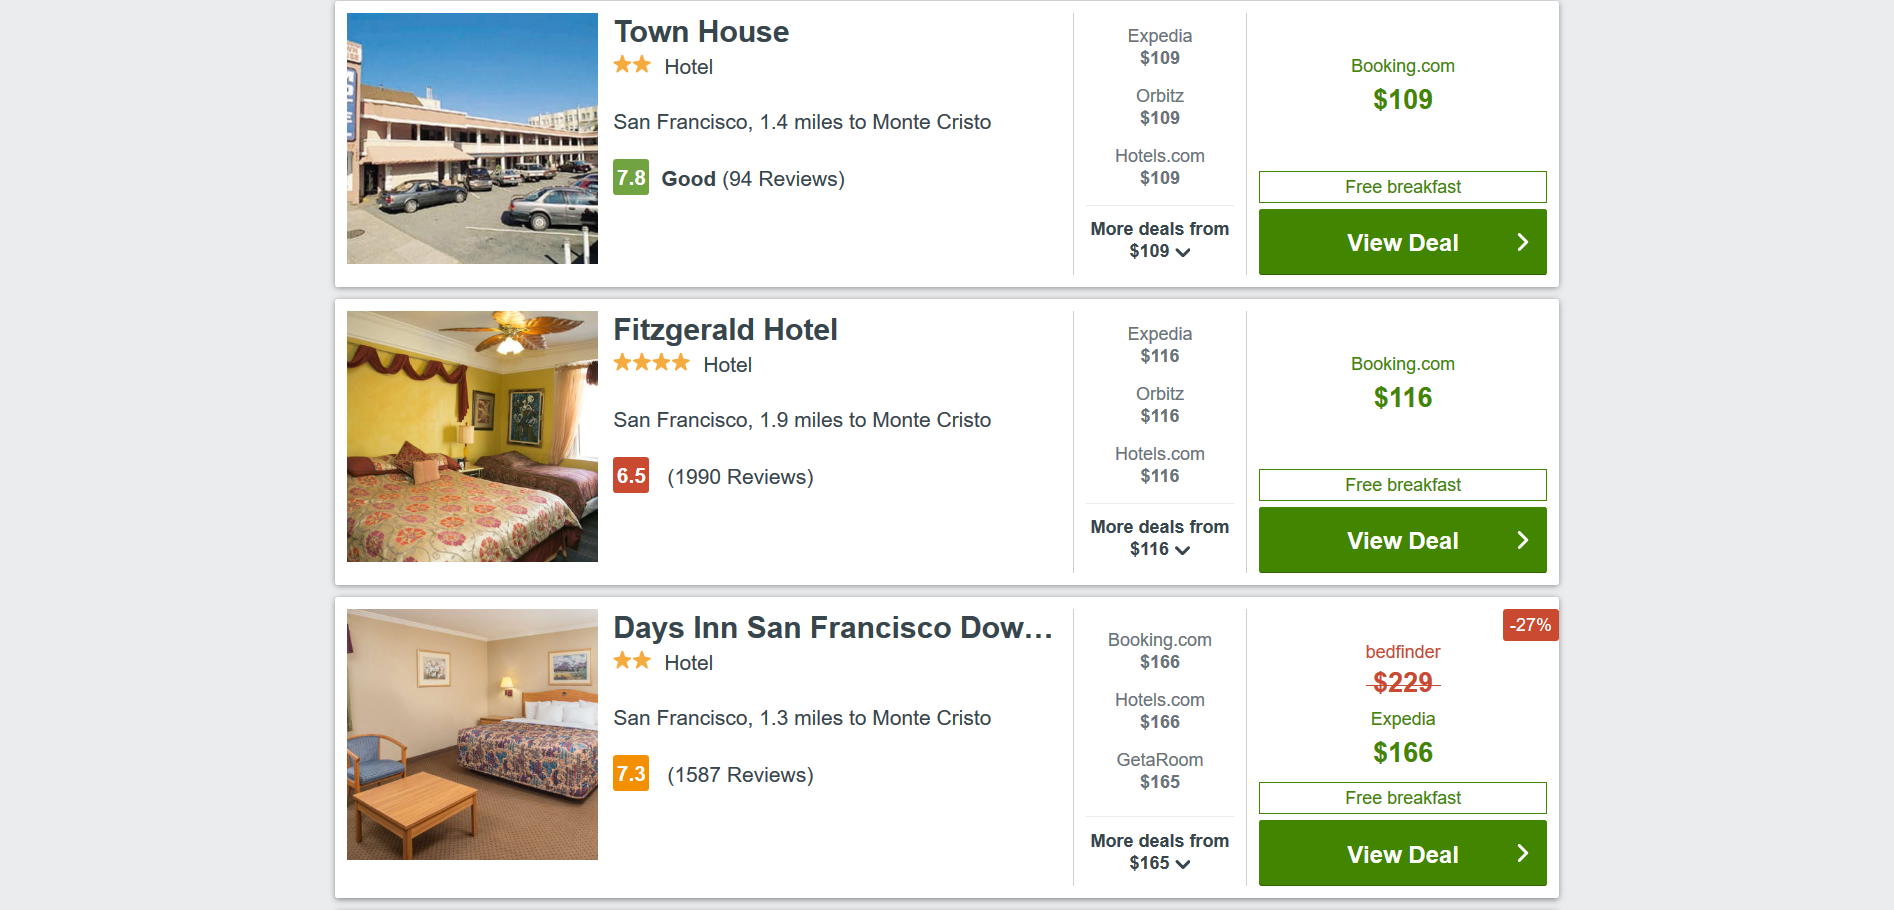 Town House
Hotel
San Francisco, 1.4 miles to Monte Cristo
7.8 Good (94 Reviews)
Expedia
$109
Orbitz
$109
Hotels.com
$109
More deals from
$109
Booking.com
$109
Free breakfast
View Deal
Fitzgerald Hotel
Hotel
San Francisco, 1.9 miles to Monte Cristo
6.5 (1990 Reviews)
Expedia
$116
Orbitz
$116
Hotels.com
$116
More deals from
$116
Booking.com
$116
Free breakfast
View Deal
Days Inn San Francisco Dow...
Hotel
San Francisco, 1.3 miles to Monte Cristo
7.3 (1587 Reviews)
Booking.com
$166
Hotels.com
$166
GetaRoom
$165
More deals from
$165
-27%
bedfinder
$229
Expedia
$166
Free breakfast
View Deal